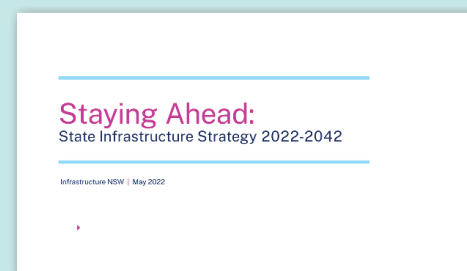 Staying Ahead:
State Infrastructure Strategy 2022-2042
Infrastructure NSW | May 2022